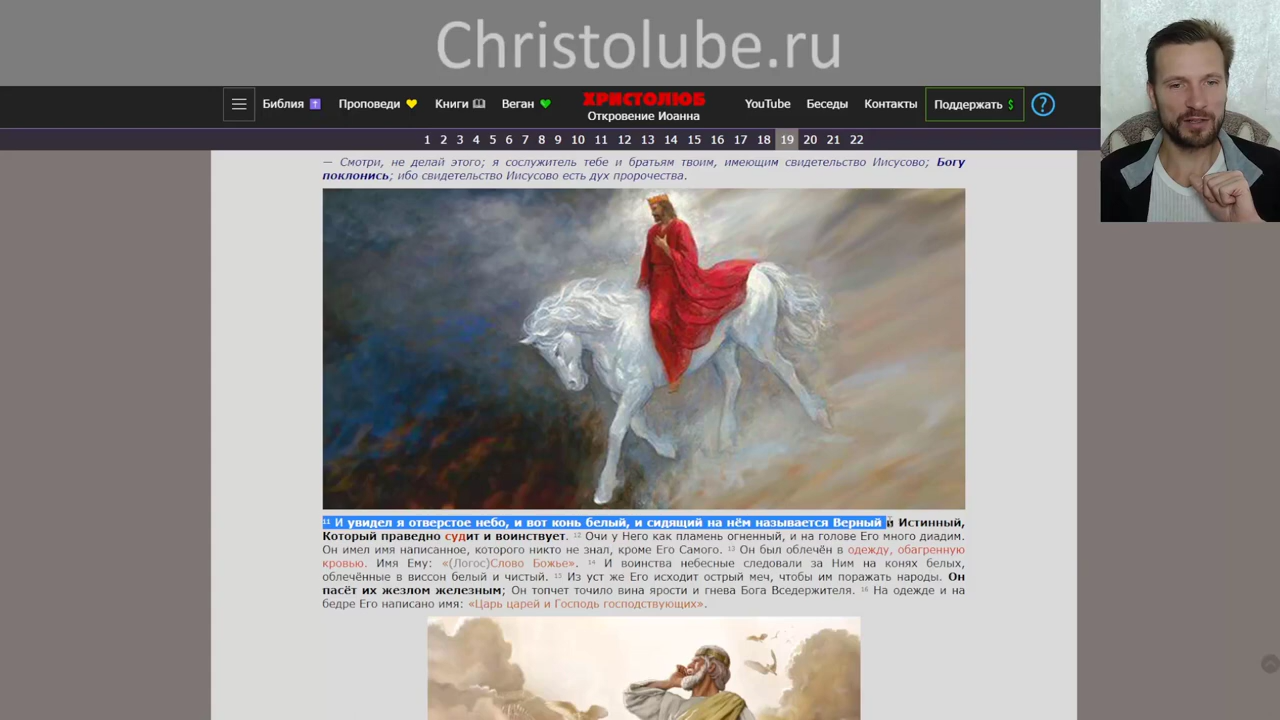 Christolube.ru
Библия Проповеди Книги Веган ХРИСТОЛЮБ YouTube Беседы Контакты Поддержать $ ?
Откровение Иоанна
1 2 3 4 5 6 7 8 9 10 11 12 13 14 15 16 17 18 19 20 21 22
— Смотри, не делай этого; я сослужитель тебе и братьям твоим, имеющим свидетельство Иисусово; Богу
поклонись; ибо свидетельство Иисусово есть дух пророчества.
11 И увидел я отверстое небо, и вот конь белый, и сидящий на нём называется Верный и Истинный,
Который праведно судит и воинствует. 12 Очи у Него как пламень огненный, и на голове Его много диадим.
Он имел имя написанное, которого никто не знал, кроме Его Самого. 13 Он был облечён в одежду, обагренную
кровью. Имя Ему: «(Логос)Слово Божье». 14 И воинства небесные следовали за Ним на конях белых,
облечённые в виссон белый и чистый. 15 Из уст же Его исходит острый меч, чтобы им поражать народы. Он
пасёт их жезлом железным; Он топчет точило вина ярости и гнева Бога Вседержителя. 16 На одежде и на
бедре Его написано имя: «Царь царей и Господь господствующих».